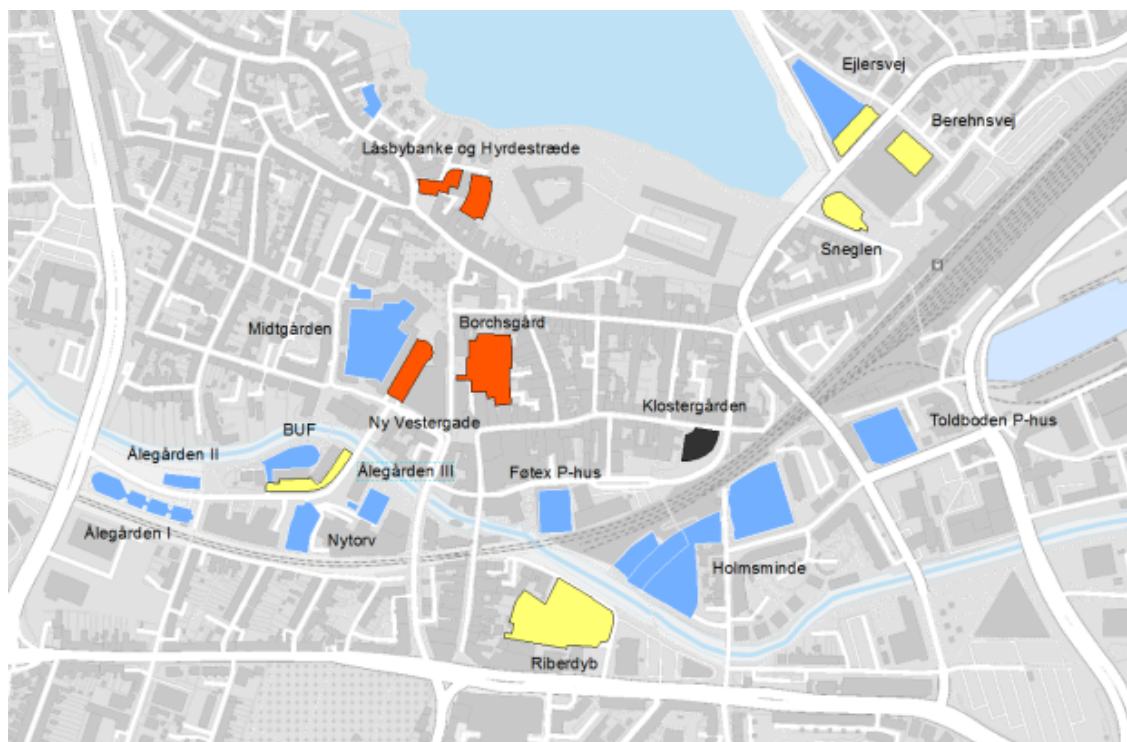 Ejlersvej
Berehnsvej
Låsbybanke og Hyrdestræde
Sneglen
Midtgården
Borchsgård
Klostergården
Ny Vestergade
Toldboden P-hus
BUF
Ålegården II
Ålegården III
Føtex P-hus
Ålegården I
Nytorv
Holmsminde
Riberdyb